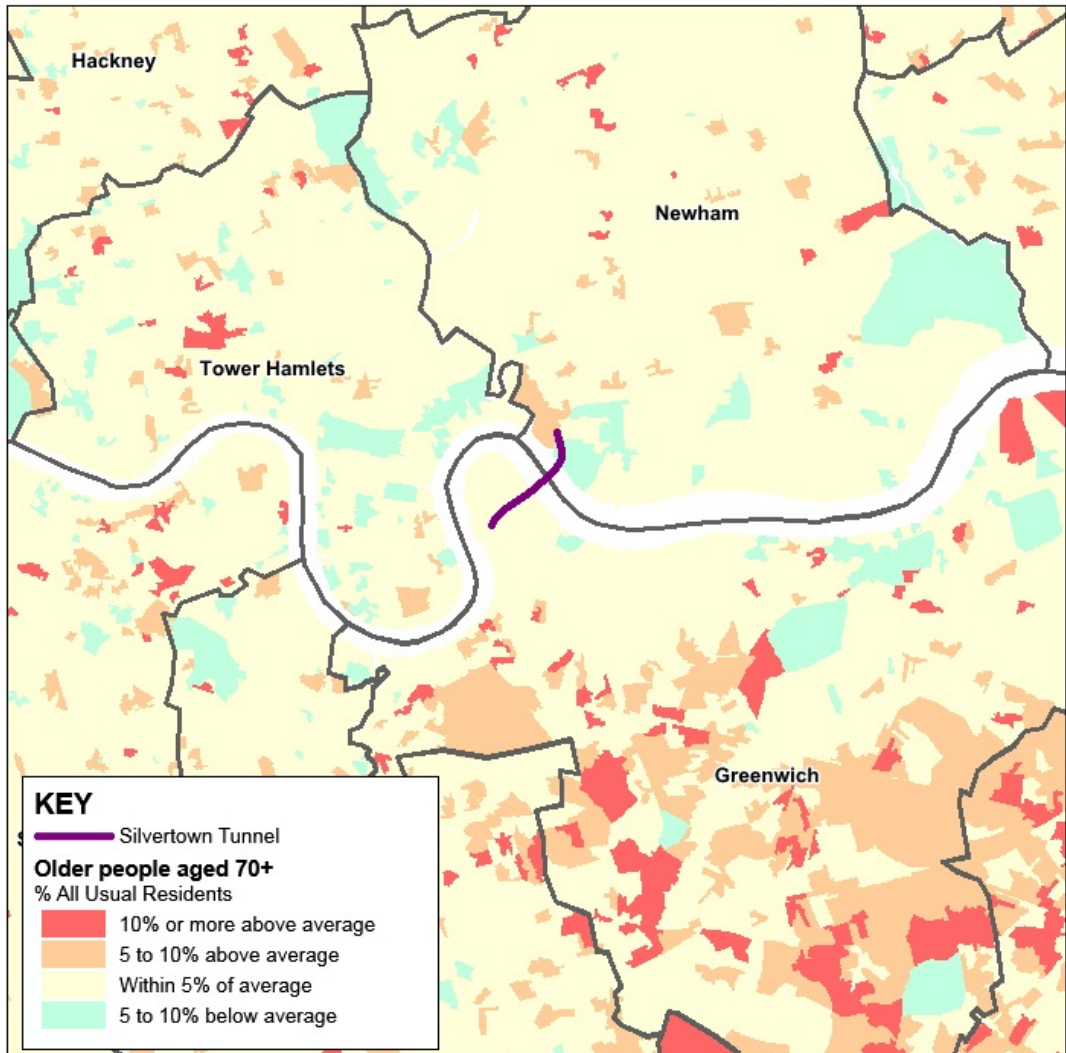 Hackney
Newham
Tower Hamlets
Greenwich
KEY
Silvertown Tunnel
Older people aged 70+
% All Usual Residents
10% or more above average
5 to 10% above average
Within 5% of average
5 to 10% below average